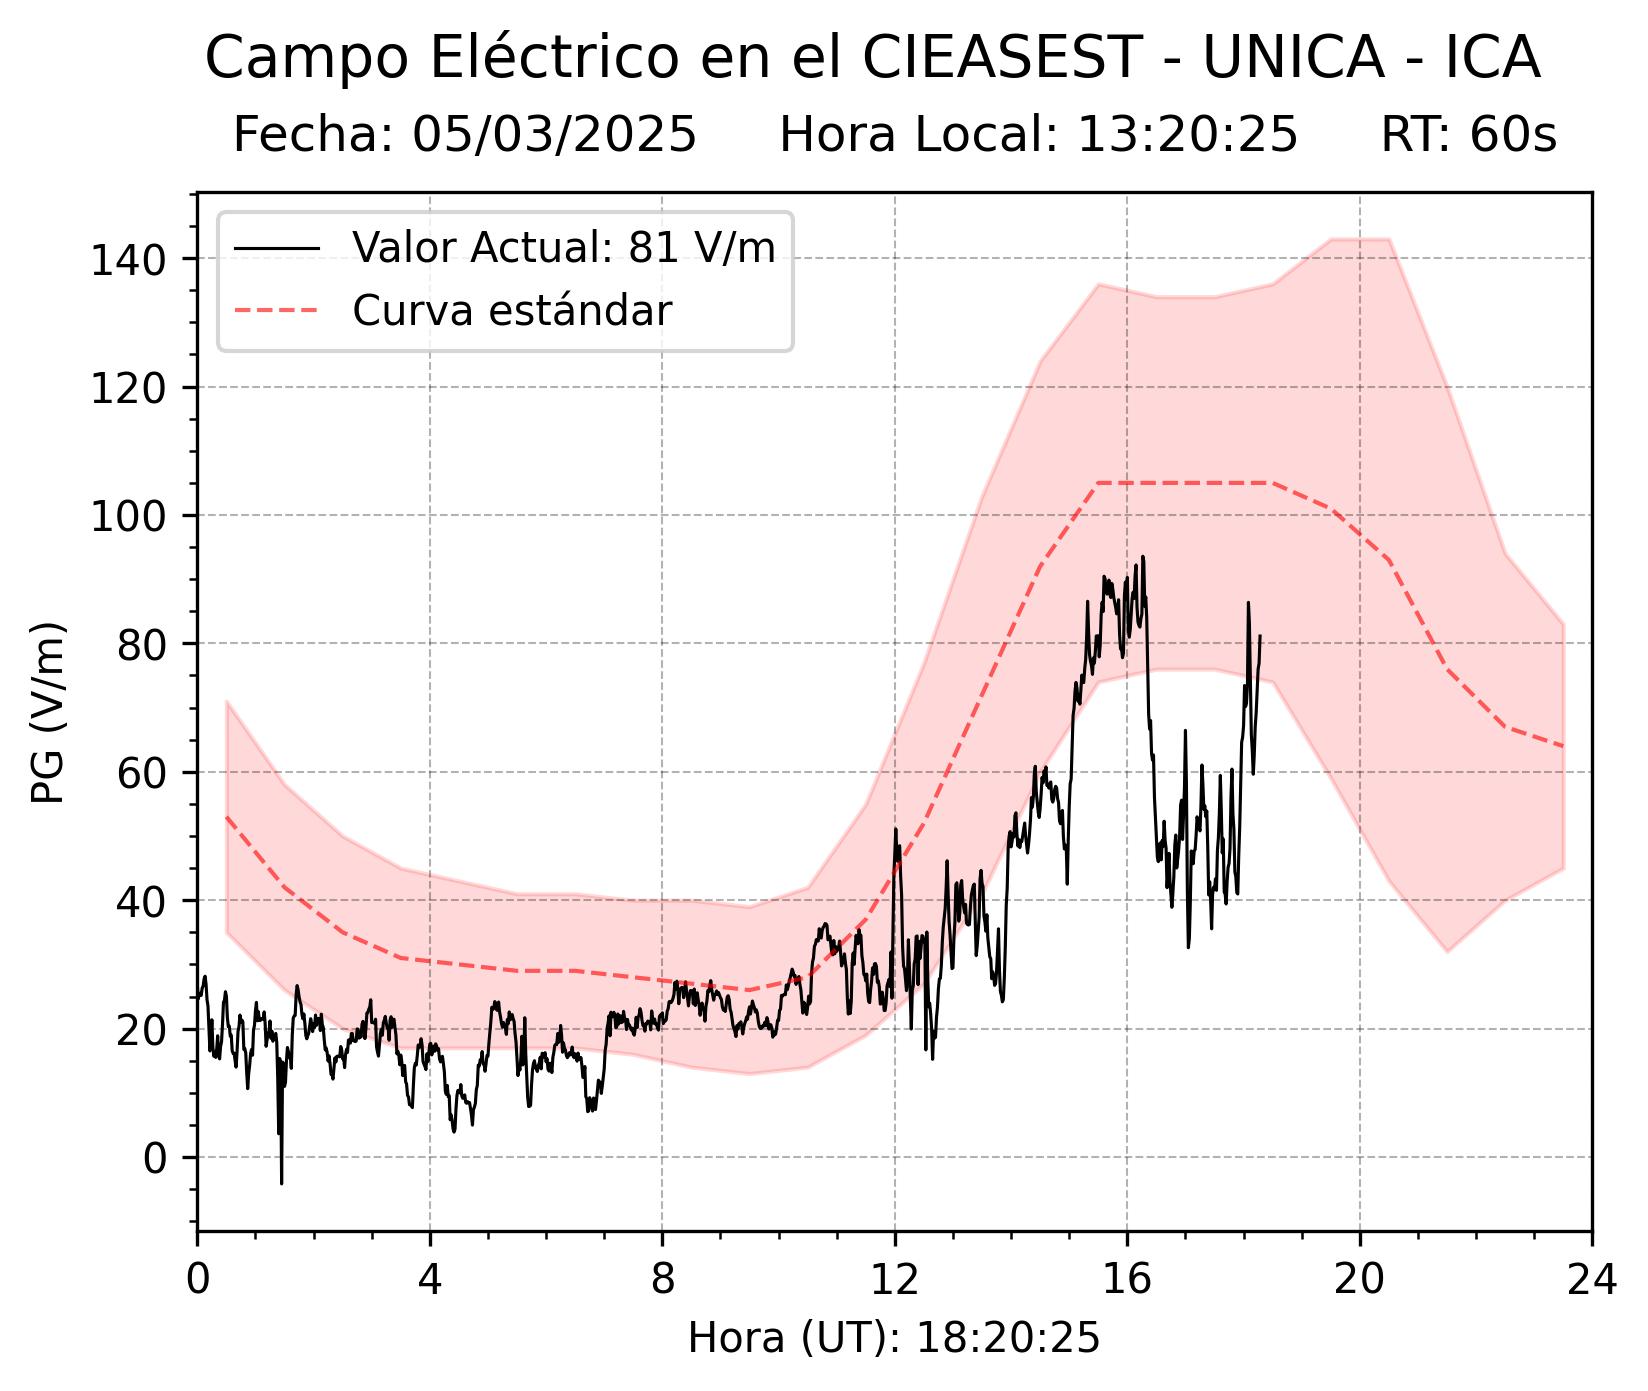 Campo Eléctrico en el CIEASEST - UNICA - ICA
Fecha: 05/03/2025 Hora Local: 13:20:25 RT: 60s
Valor Actual: 81 V/m
Curva estándar
140
120
100
80
60
40
20
0
PG (V/m)
0 4 8 12 16 20 24
Hora (UT): 18:20:25